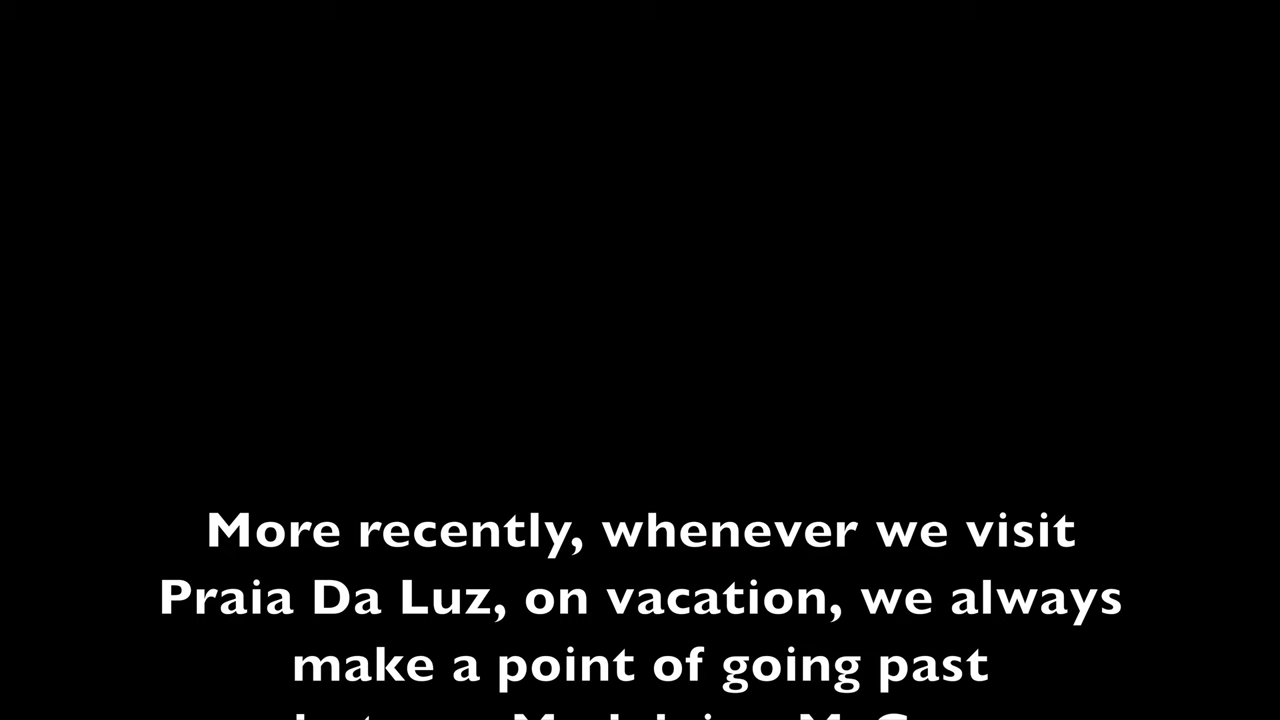 More recently, whenever we visit
Praia Da Luz, on vacation, we always
make a point of going past